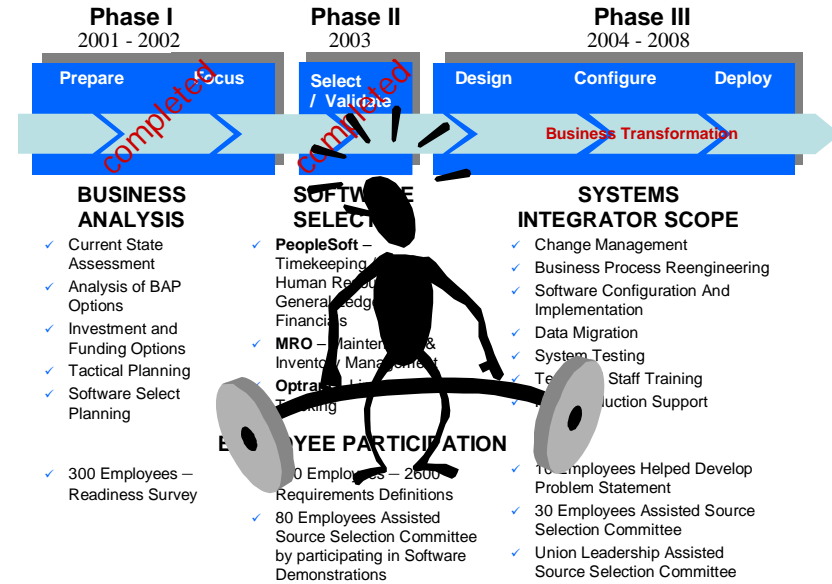 Phase I
2001 - 2002
Phase II
2003
Phase III
2004 - 2008
Prepare
Focus
completed
Select
/ Validate
completed
Design
Configure
Deploy
Business Transformation
BUSINESS
ANALYSIS
✓ Current State
Assessment
✓ Analysis of BAP
Options
✓ Investment and
Funding Options
✓ Tactical Planning
✓ Software Select
Planning
SOFTWARE
✓ PeopleSoft –
Timekeeping
Human
General
Financials
✓ MRO – &
Inventory Management
✓
SYSTEMS
INTEGRATOR SCOPE
✓ Change Management
✓ Business Process Reengineering
✓ Software Configuration And
Implementation
✓ Data Migration
✓ System Testing
✓ Staff Training
✓ Support
PARTICIPATION
✓ 300 Employees –
Readiness Survey
✓ Employees – 2600
Requirements Definitions
✓ 80 Employees Assisted
Source Selection Committee
by participating in Software
Demonstrations
✓ Employees Helped Develop
Problem Statement
✓ 30 Employees Assisted Source
Selection Committee
✓ Union Leadership Assisted
Source Selection Committee